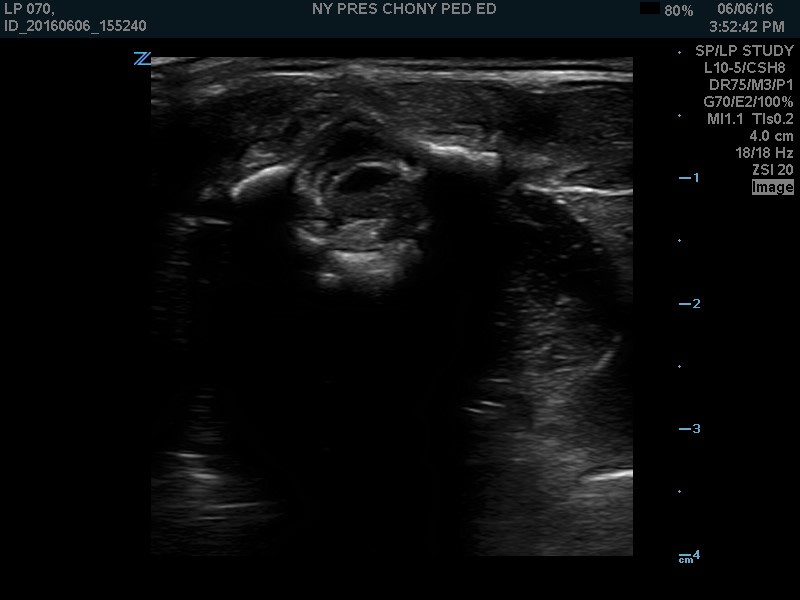 LP 070,
ID_20160606_155240
NY PRES CHONY PED ED
80%
06/06/16
3:52:42 PM
Z
SP/LP STUDY
L10-5/CSH8
DR75/M3/P1
G70/E2/100%
MI1.1 TIs0.2
4.0 cm
18/18 Hz
ZSI 20
Image
1
2
3
4
cm